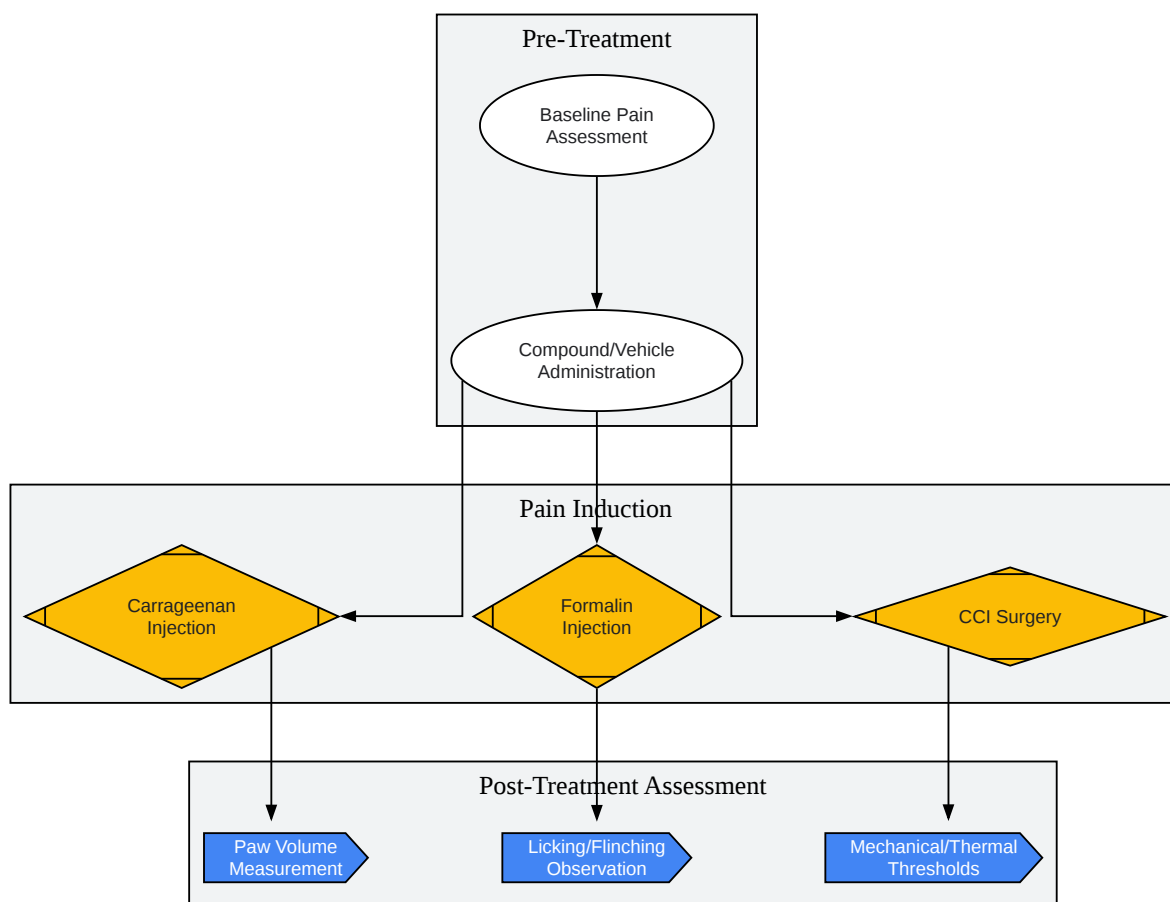 Pre-Treatment
Baseline Pain
Assessment
Compound/Vehicle
Administration
Pain Induction
Carrageenan
Injection
Formalin
Injection
CCI Surgery
Post-Treatment Assessment
Paw Volume
Measurement
Licking/Flinching
Observation
Mechanical/Thermal
Thresholds